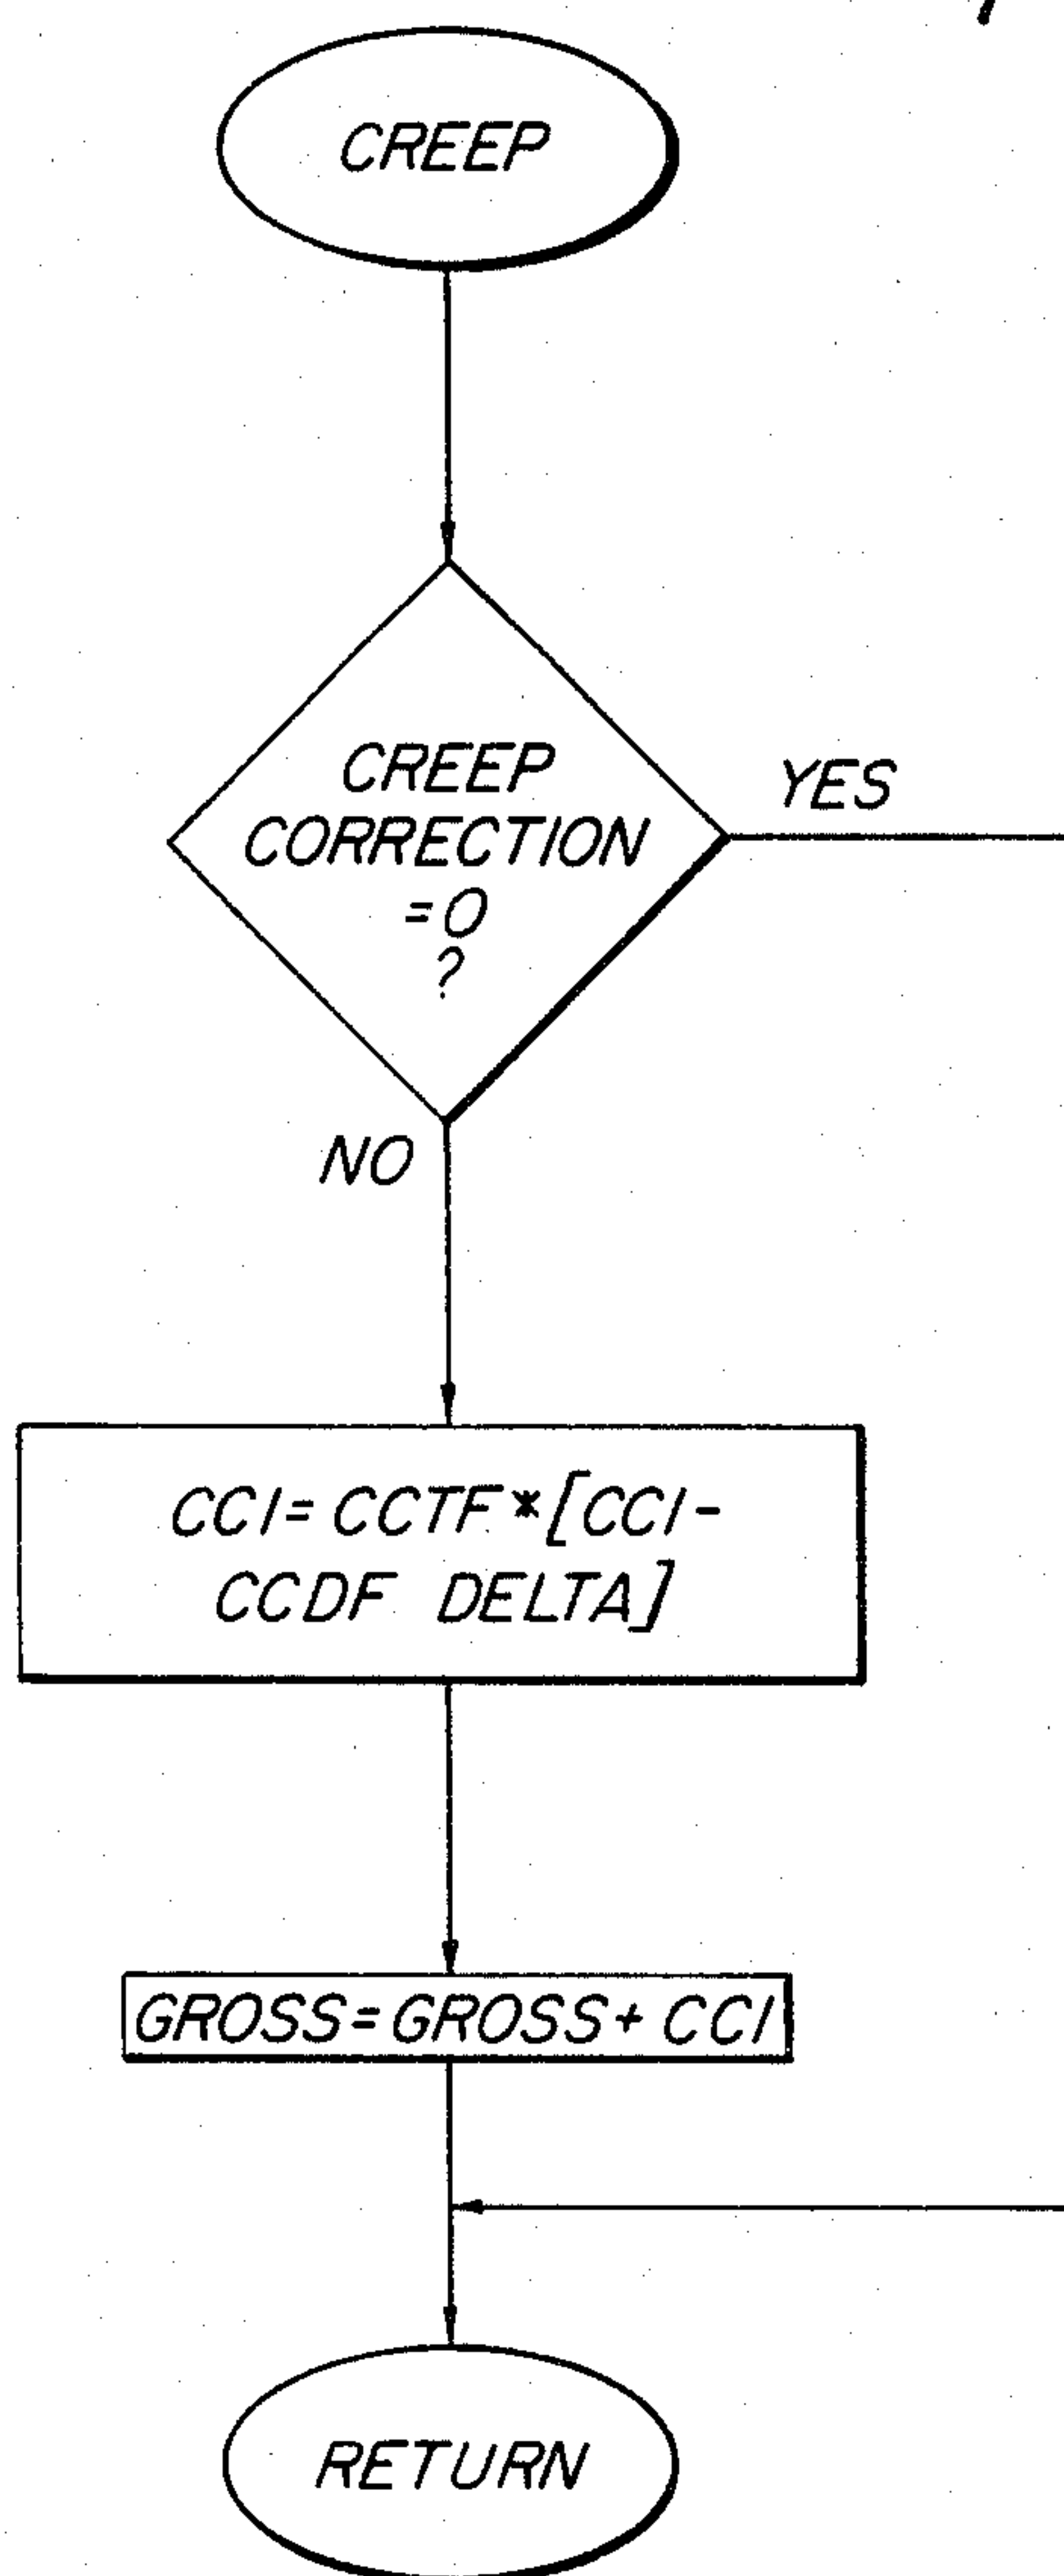 CREEP
CREEP
CORRECTION
=0
?
YES
NO
CCI=CCTF*[CCI-
CCDF DELTA]
GROSS=GROSS+CCI
RETURN